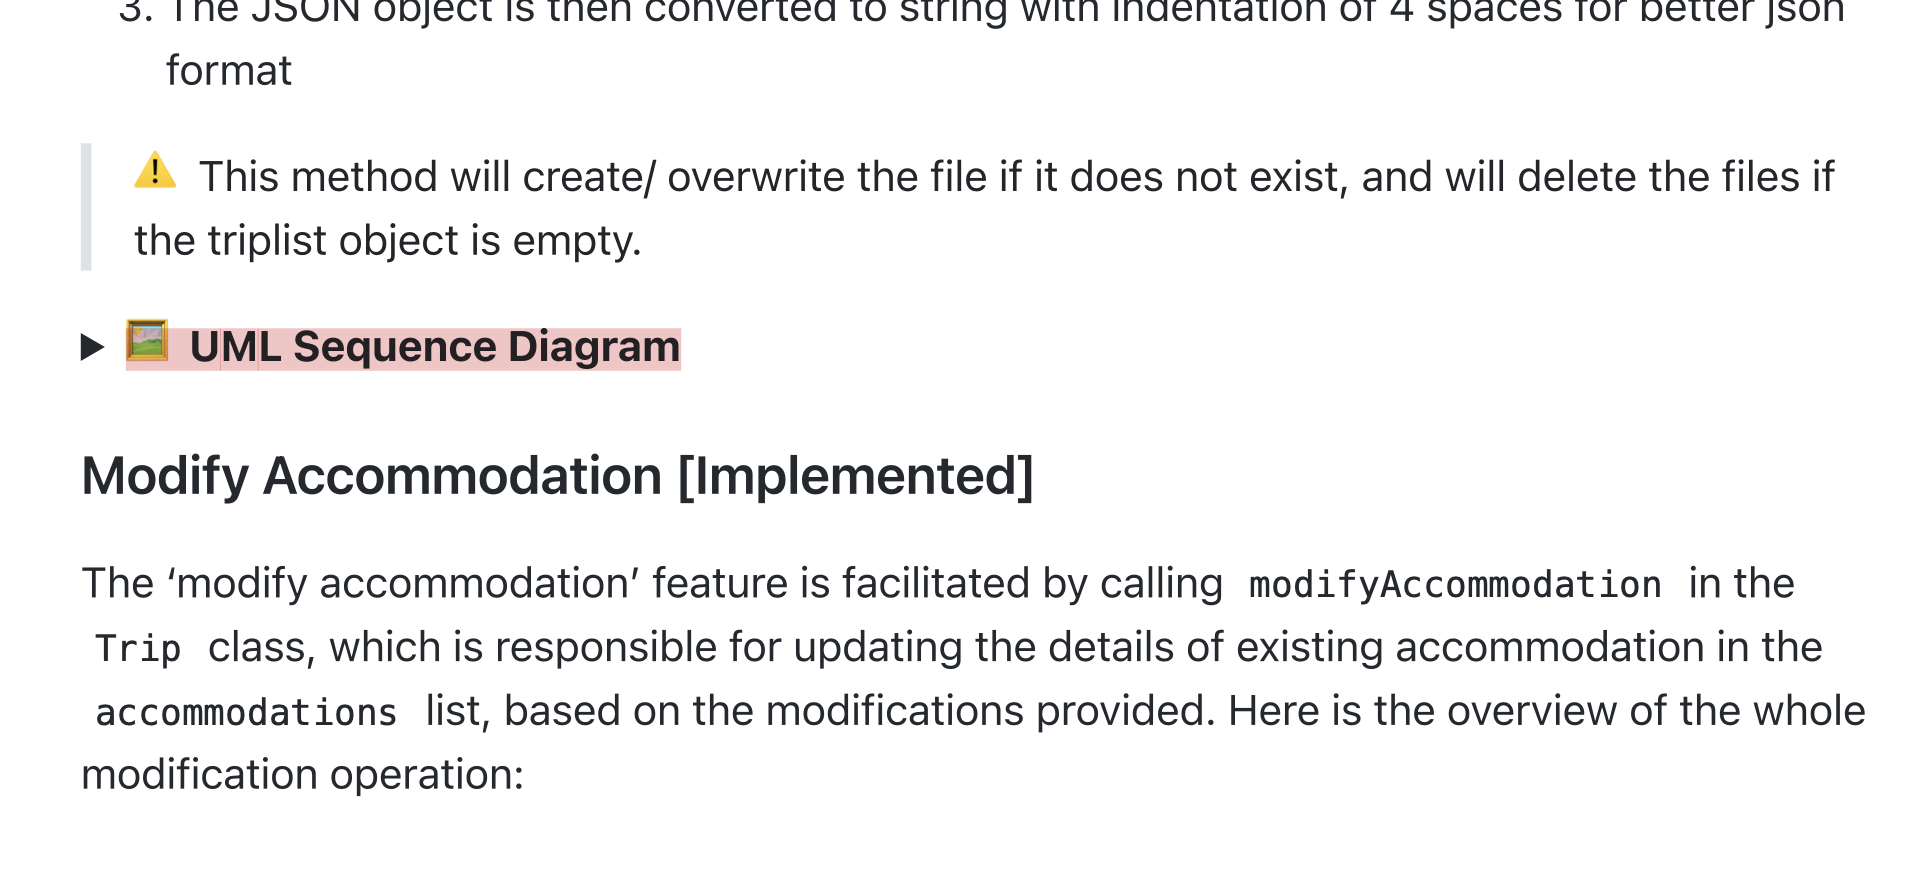 3. The JSON object is then converted to string with indentation of 4 spaces for better json
format
⚠️ This method will create/ overwrite the file if it does not exist, and will delete the files if
the triplist object is empty.
▶ 🖼️ UML Sequence Diagram
Modify Accommodation [Implemented]
The ‘modify accommodation’ feature is facilitated by calling modifyAccommodation in the
Trip class, which is responsible for updating the details of existing accommodation in the
accommodations list, based on the modifications provided. Here is the overview of the whole
modification operation: